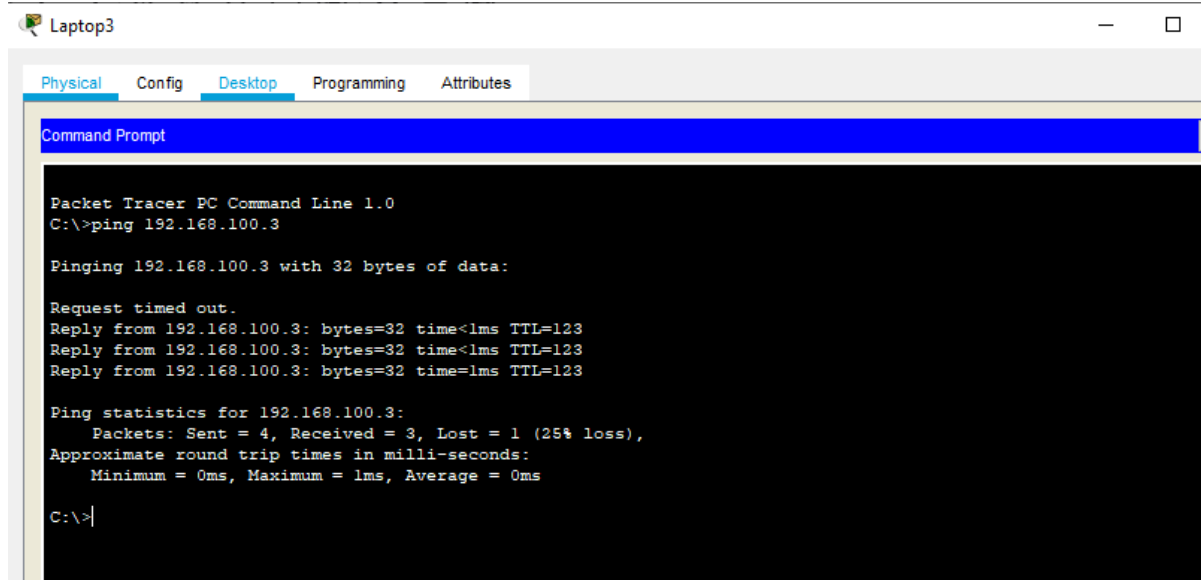 Laptop3
Physical Config Desktop Programming Attributes
Command Prompt
Packet Tracer PC Command Line 1.0
C:\>ping 192.168.100.3
Pinging 192.168.100.3 with 32 bytes of data:
Request timed out.
Reply from 192.168.100.3: bytes=32 time<1ms TTL=123
Reply from 192.168.100.3: bytes=32 time<1ms TTL=123
Reply from 192.168.100.3: bytes=32 time=1ms TTL=123
Ping statistics for 192.168.100.3:
Packets: Sent = 4, Received = 3, Lost = 1 (25% loss),
Approximate round trip times in milli-seconds:
Minimum = 0ms, Maximum = 1ms, Average = 0ms
C:\>